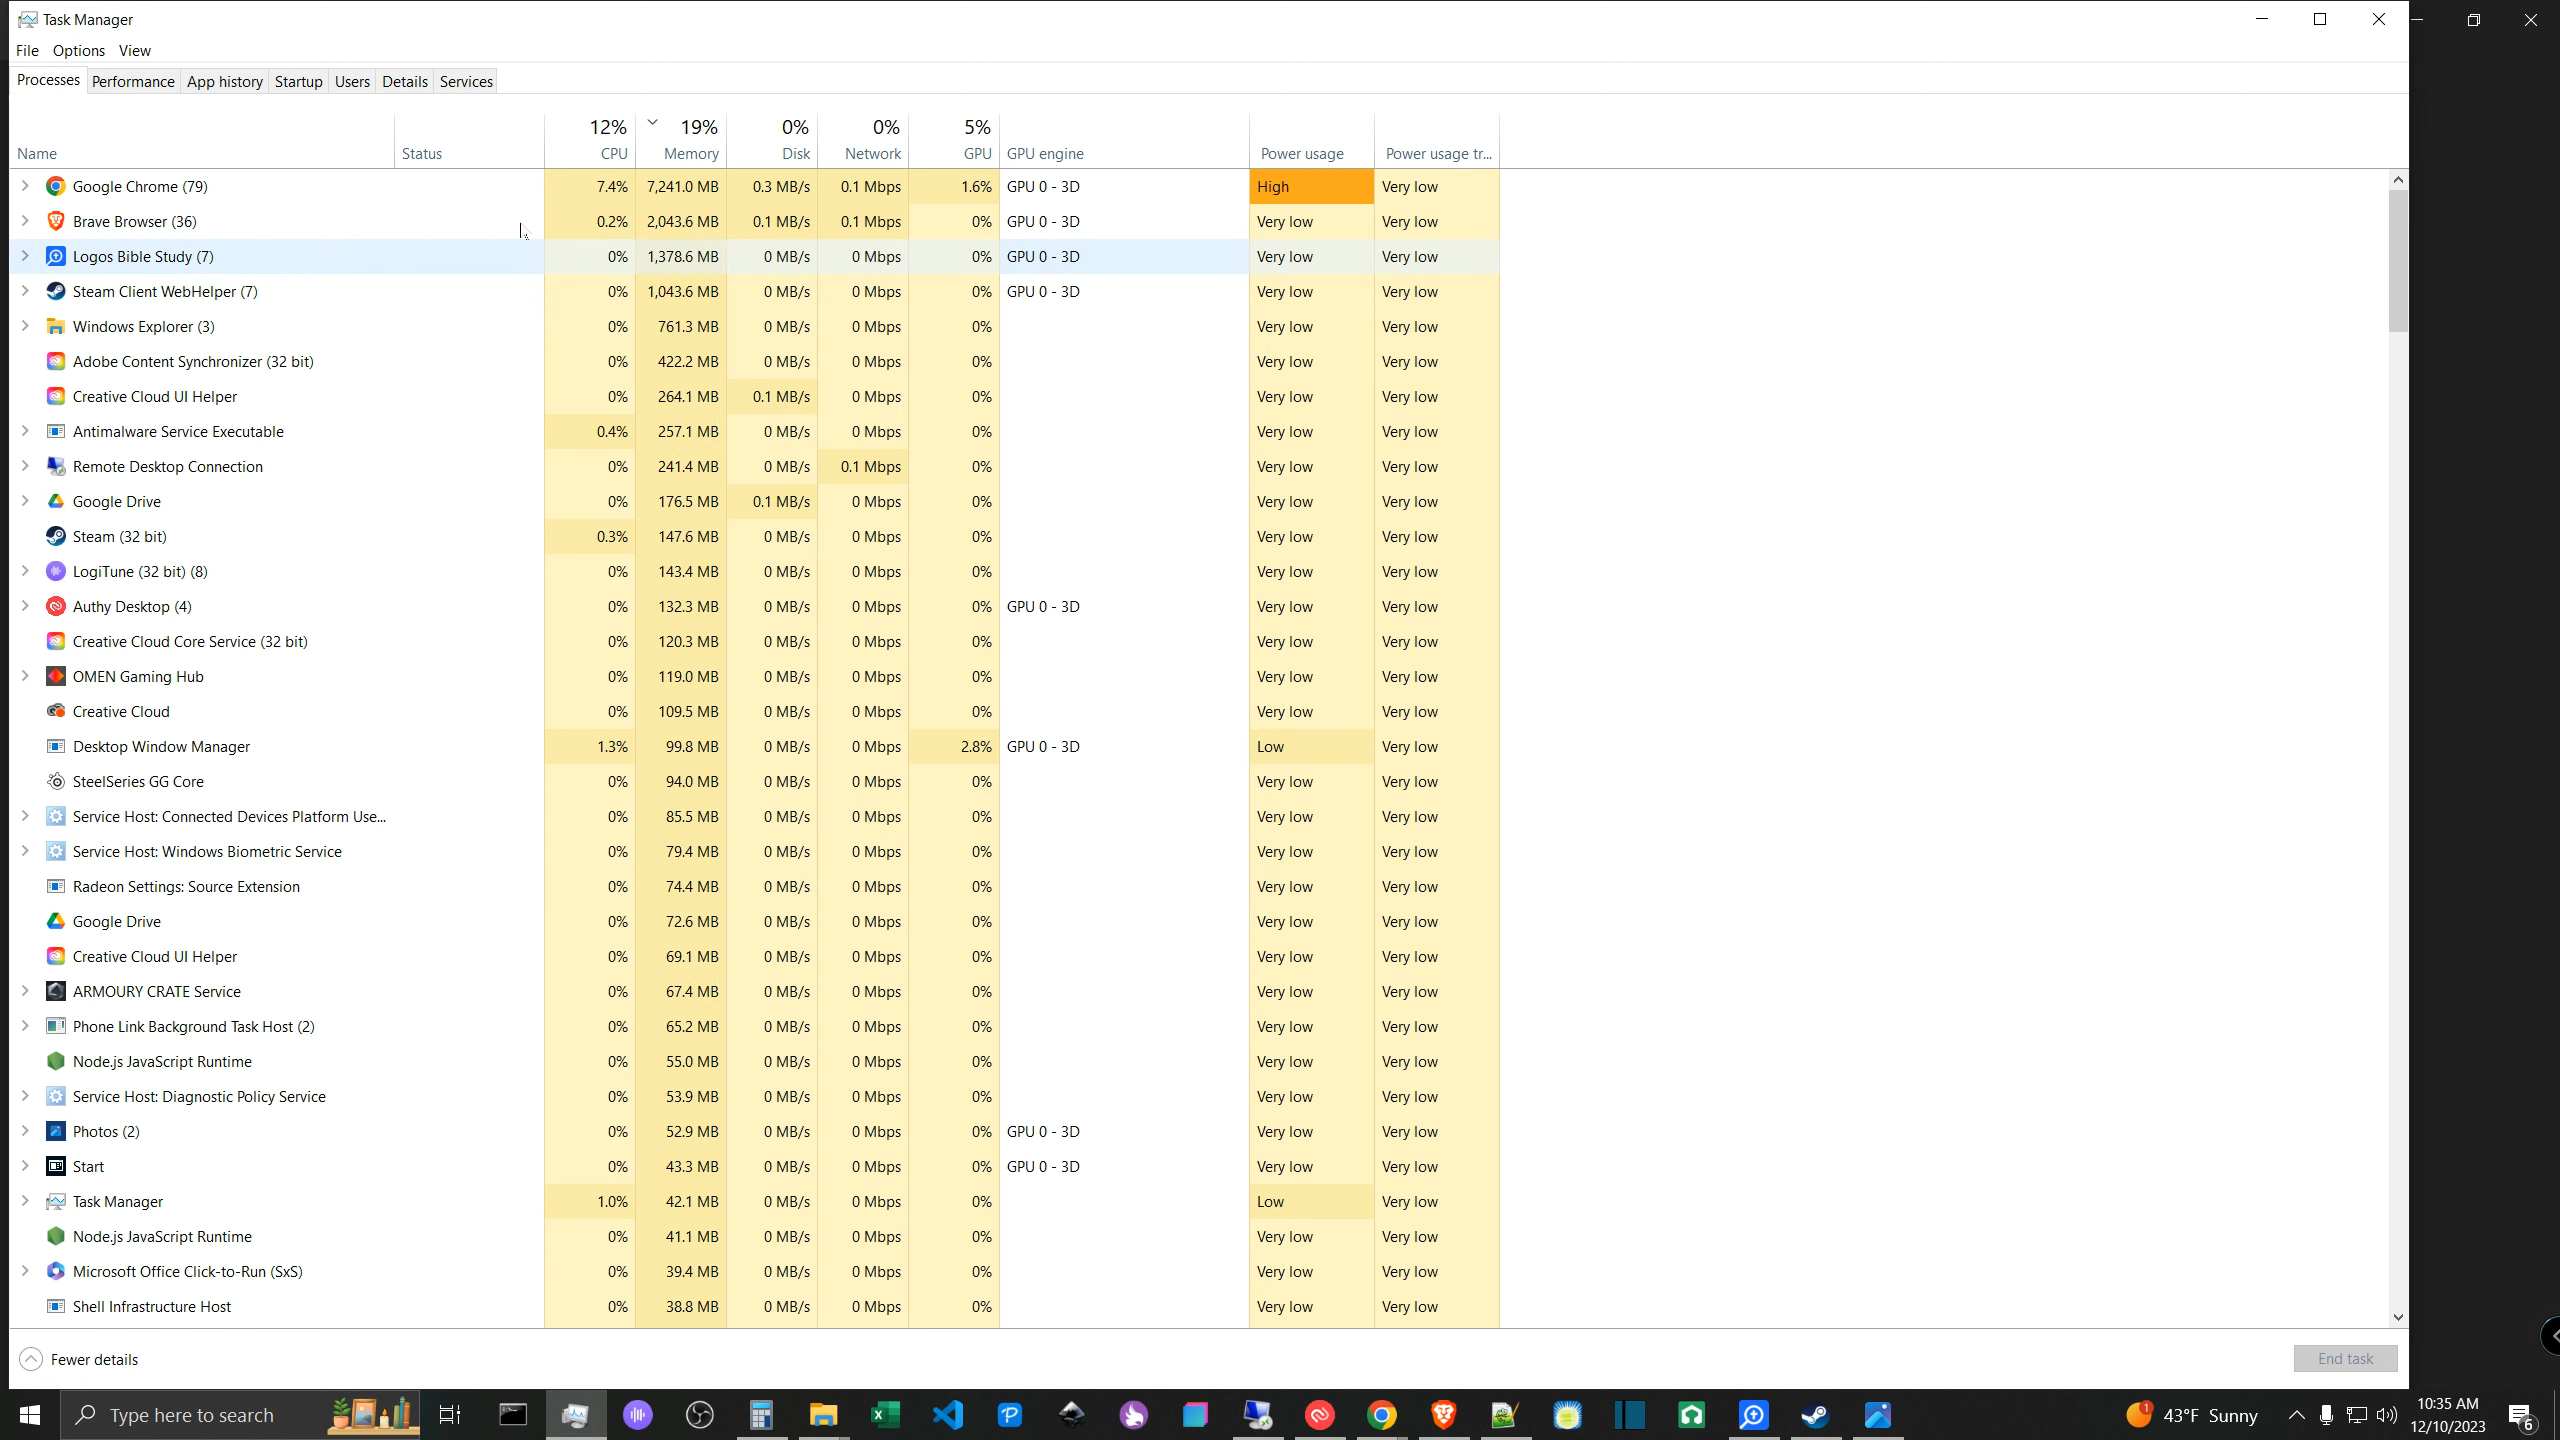 Task Manager
File Options View
Processes Performance App history Startup Users Details Services
12% 19% 0% 0% 5%
Name Status CPU Memory Disk Network GPU GPU engine Power usage Power usage tr...
Google Chrome (79) 7.4% 7,241.0 MB 0.3 MB/s 0.1 Mbps 1.6% GPU 0 - 3D High Very low
Brave Browser (36) 0.2% 2,043.6 MB 0.1 MB/s 0.1 Mbps 0% GPU 0 - 3D Very low Very low
Logos Bible Study (7) 0% 1,378.6 MB 0 MB/s 0 Mbps 0% GPU 0 - 3D Very low Very low
Steam Client WebHelper (7) 0% 1,043.6 MB 0 MB/s 0 Mbps 0% GPU 0 - 3D Very low Very low
Windows Explorer (3) 0% 761.3 MB 0 MB/s 0 Mbps 0% Very low Very low
Adobe Content Synchronizer (32 bit) 0% 422.2 MB 0 MB/s 0 Mbps 0% Very low Very low
Creative Cloud UI Helper 0% 264.1 MB 0.1 MB/s 0 Mbps 0% Very low Very low
Antimalware Service Executable 0.4% 257.1 MB 0 MB/s 0 Mbps 0% Very low Very low
Remote Desktop Connection 0% 241.4 MB 0 MB/s 0.1 Mbps 0% Very low Very low
Google Drive 0% 176.5 MB 0.1 MB/s 0 Mbps 0% Very low Very low
Steam (32 bit) 0.3% 147.6 MB 0 MB/s 0 Mbps 0% Very low Very low
LogiTune (32 bit) (8) 0% 143.4 MB 0 MB/s 0 Mbps 0% Very low Very low
Authy Desktop (4) 0% 132.3 MB 0 MB/s 0 Mbps 0% GPU 0 - 3D Very low Very low
Creative Cloud Core Service (32 bit) 0% 120.3 MB 0 MB/s 0 Mbps 0% Very low Very low
OMEN Gaming Hub 0% 119.0 MB 0 MB/s 0 Mbps 0% Very low Very low
Creative Cloud 0% 109.5 MB 0 MB/s 0 Mbps 0% Very low Very low
Desktop Window Manager 1.3% 99.8 MB 0 MB/s 0 Mbps 2.8% GPU 0 - 3D Low Very low
SteelSeries GG Core 0% 94.0 MB 0 MB/s 0 Mbps 0% Very low Very low
Service Host: Connected Devices Platform Use... 0% 85.5 MB 0 MB/s 0 Mbps 0% Very low Very low
Service Host: Windows Biometric Service 0% 79.4 MB 0 MB/s 0 Mbps 0% Very low Very low
Radeon Settings: Source Extension 0% 74.4 MB 0 MB/s 0 Mbps 0% Very low Very low
Google Drive 0% 72.6 MB 0 MB/s 0 Mbps 0% Very low Very low
Creative Cloud UI Helper 0% 69.1 MB 0 MB/s 0 Mbps 0% Very low Very low
ARMOURY CRATE Service 0% 67.4 MB 0 MB/s 0 Mbps 0% Very low Very low
Phone Link Background Task Host (2) 0% 65.2 MB 0 MB/s 0 Mbps 0% Very low Very low
Node.js JavaScript Runtime 0% 55.0 MB 0 MB/s 0 Mbps 0% Very low Very low
Service Host: Diagnostic Policy Service 0% 53.9 MB 0 MB/s 0 Mbps 0% Very low Very low
Photos (2) 0% 52.9 MB 0 MB/s 0 Mbps 0% GPU 0 - 3D Very low Very low
Start 0% 43.3 MB 0 MB/s 0 Mbps 0% GPU 0 - 3D Very low Very low
Task Manager 1.0% 42.1 MB 0 MB/s 0 Mbps 0% Low Very low
Node.js JavaScript Runtime 0% 41.1 MB 0 MB/s 0 Mbps 0% Very low Very low
Microsoft Office Click-to-Run (SxS) 0% 39.4 MB 0 MB/s 0 Mbps 0% Very low Very low
Shell Infrastructure Host 0% 38.8 MB 0 MB/s 0 Mbps 0% Very low Very low
Fewer details End task
Type here to search 1 43°F Sunny 10:35 AM
12/10/2023 6